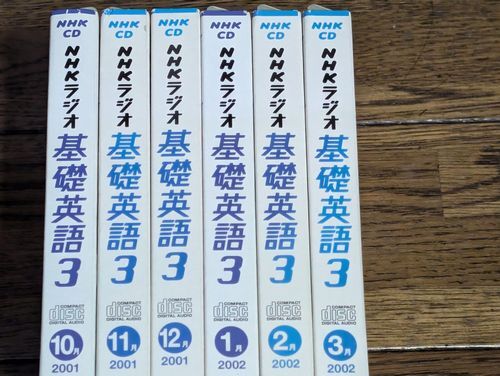 NHK
CD
NHKラジオ
基礎英語3
COMPACT
disc
DIGITAL AUDIO
10月
2001
NHK
CD
NHKラジオ
基礎英語3
COMPACT
disc
DIGITAL AUDIO
11月
2001
NHK
CD
NHKラジオ
基礎英語3
COMPACT
disc
DIGITAL AUDIO
12月
2001
NHK
CD
NHKラジオ
基礎英語3
COMPACT
disc
DIGITAL AUDIO
1月
2002
NHK
CD
NHKラジオ
基礎英語3
COMPACT
disc
DIGITAL AUDIO
2月
2002
NHK
CD
NHKラジオ
基礎英語3
COMPACT
disc
DIGITAL AUDIO
3月
2002